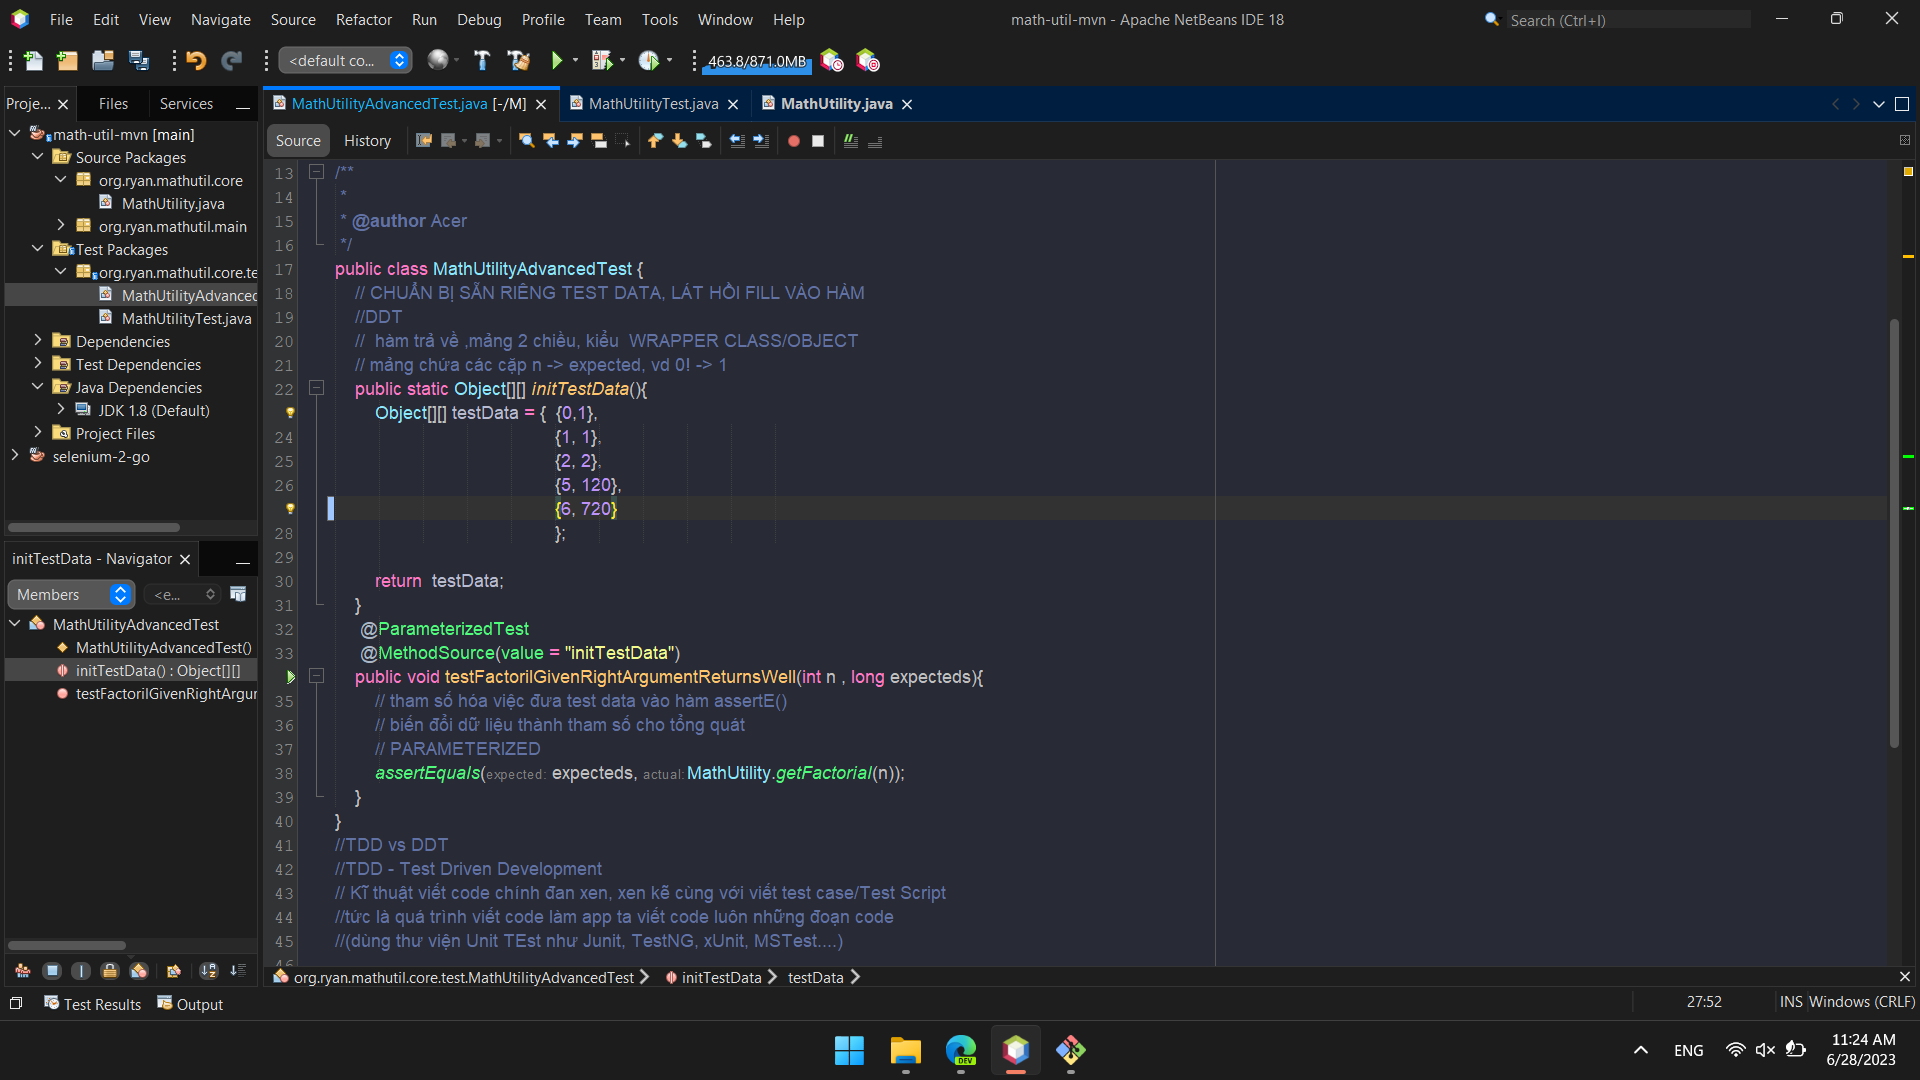 File Edit View Navigate Source Refactor Run Debug Profile Team Tools Window Help
math-util-mvn - Apache NetBeans IDE 18
Search (Ctrl+I)
<default co...
463.8/871.0MB
Proje... Files Services
MathUtilityAdvancedTest.java [-/M] MathUtilityTest.java MathUtility.java
Source History
math-util-mvn [main]
Source Packages
org.ryan.mathutil.core
MathUtility.java
org.ryan.mathutil.main
Test Packages
org.ryan.mathutil.core.te
MathUtilityAdvanced
MathUtilityTest.java
Dependencies
Test Dependencies
Java Dependencies
JDK 1.8 (Default)
Project Files
selenium-2-go
initTestData - Navigator
Members <e...
MathUtilityAdvancedTest
MathUtilityAdvancedTest()
initTestData() : Object[][]
testFactorilGivenRightArgur
13 /**
14 *
15 * @author Acer
16 */
17 public class MathUtilityAdvancedTest {
18 // CHUẨN BỊ SẴN RIÊNG TEST DATA, LÁT HỒI FILL VÀO HÀM
19 //DDT
20 // hàm trả về ,mảng 2 chiều, kiểu WRAPPER CLASS/OBJECT
21 // mảng chứa các cặp n -> expected, vd 0! -> 1
22 public static Object[][] initTestData(){
Object[][] testData = { {0,1},
24 {1, 1},
25 {2, 2},
26 {5, 120},
{6, 720}
28 };
29
30 return testData;
31 }
32 @ParameterizedTest
33 @MethodSource(value = "initTestData")
public void testFactorilGivenRightArgumentReturnsWell(int n , long expecteds){
35 // tham số hóa việc đưa test data vào hàm assertE()
36 // biến đổi dữ liệu thành tham số cho tổng quát
37 // PARAMETERIZED
38 assertEquals(expected: expecteds, actual: MathUtility.getFactorial(n));
39 }
40 }
41 //TDD vs DDT
42 //TDD - Test Driven Development
43 // Kĩ thuật viết code chính đan xen, xen kẽ cùng với viết test case/Test Script
44 //tức là quá trình viết code làm app ta viết code luôn những đoạn code
45 //(dùng thư viện Unit TEst như Junit, TestNG, xUnit, MSTest....)
46
org.ryan.mathutil.core.test.MathUtilityAdvancedTest initTestData testData
Test Results Output
27:52 INS Windows (CRLF)
DEV
ENG
11:24 AM
6/28/2023